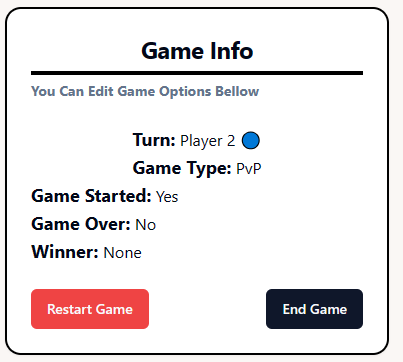 Game Info
You Can Edit Game Options Bellow
Turn: Player 2
Game Type: PvP
Game Started: Yes
Game Over: No
Winner: None
Restart Game
End Game